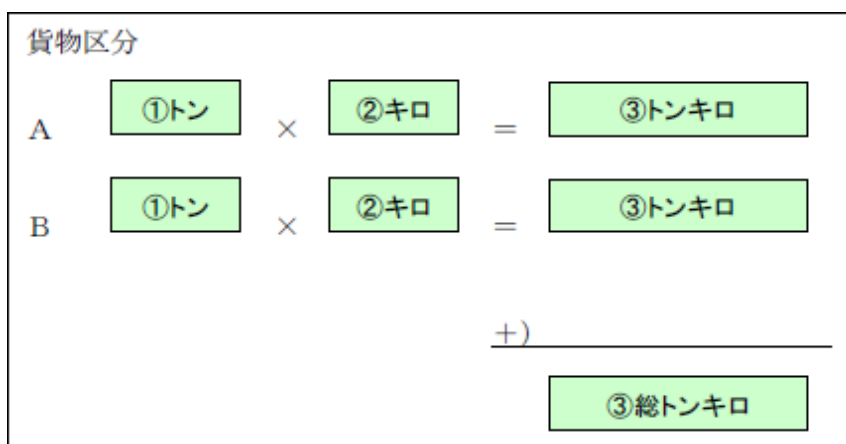 貨物区分
A ①トン × ②キロ = ③トンキロ
B ①トン × ②キロ = ③トンキロ
+)
③総トンキロ